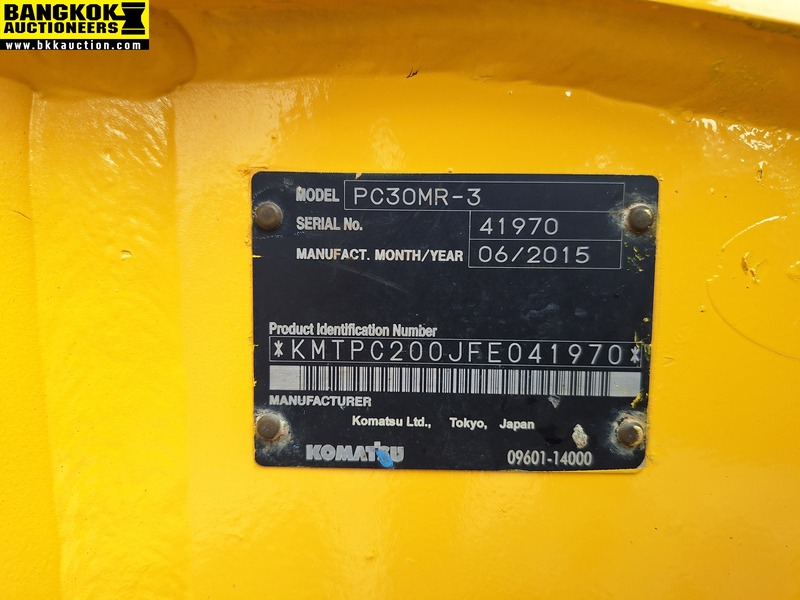 BANGKOK
AUCTIONEERS
www.bkkauction.com
MODEL PC30MR-3
SERIAL No. 41970
MANUFACT. MONTH/YEAR 06/2015
Product Identification Number
*KMTPC200JFE041970*
MANUFACTURER
Komatsu Ltd., Tokyo, Japan
KOMATSU 09601-14000